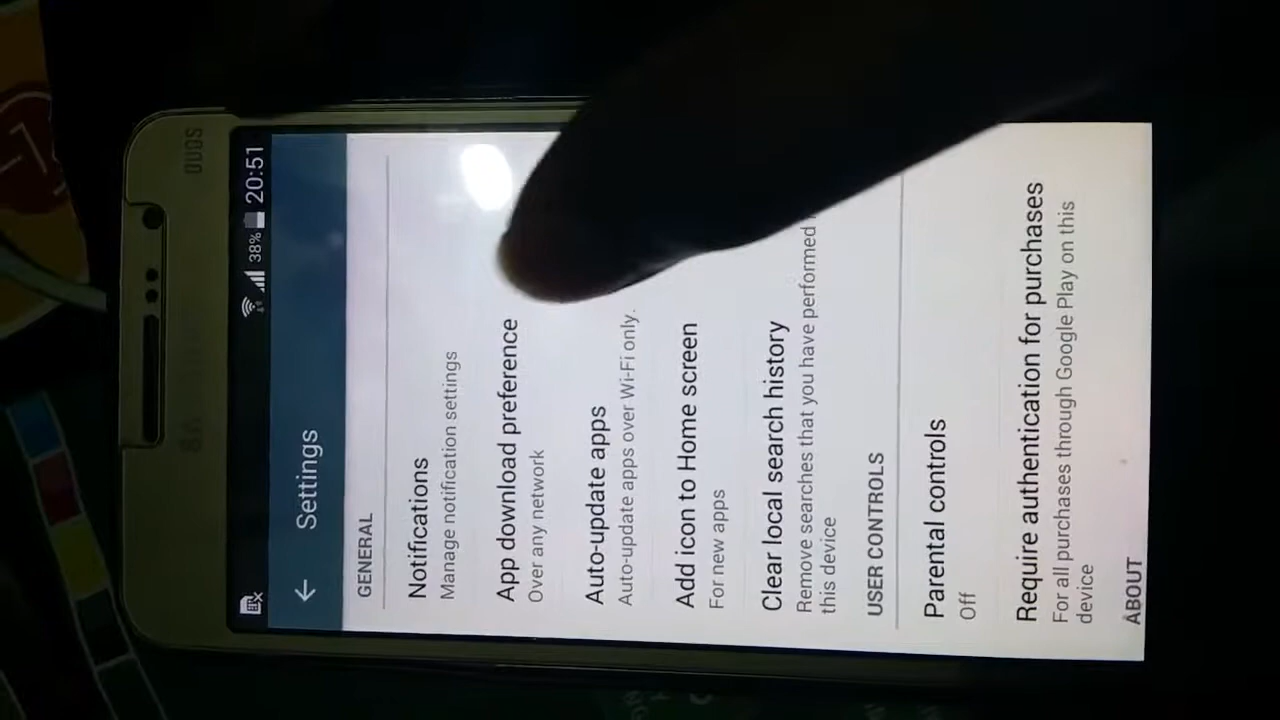 DUOS
38% 20:51
Settings
GENERAL
Notifications
Manage notification settings
App download preference
Over any network
Auto-update apps
Auto-update apps over Wi-Fi only.
Add icon to Home screen
For new apps
Clear local search history
Remove searches that you have performed
this device
USER CONTROLS
Parental controls
Off
Require authentication for purchases
For all purchases through Google Play on this
device
ABOUT